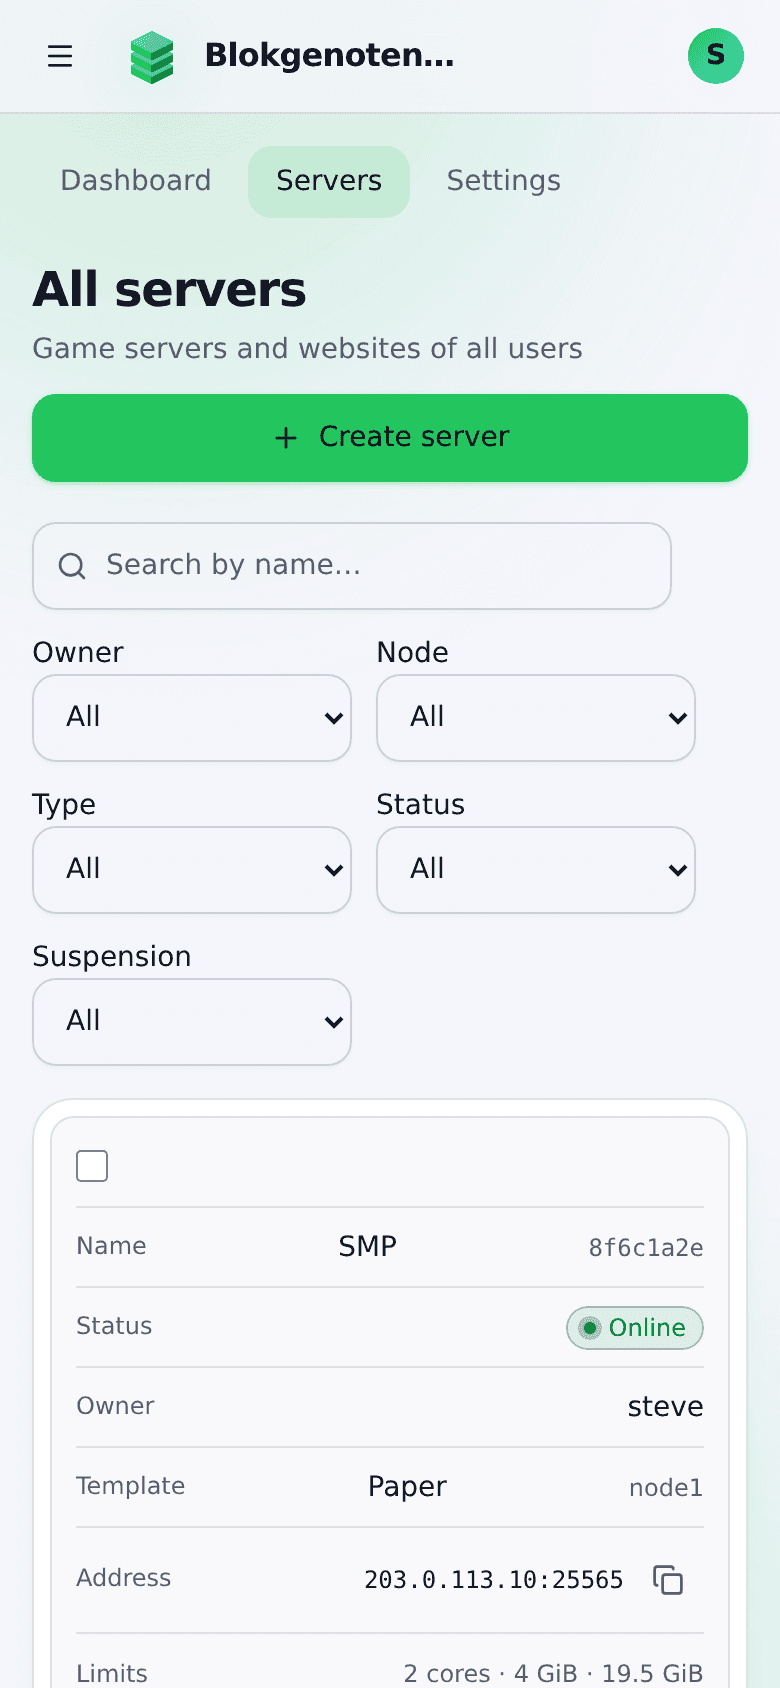 Blokgenoten...
S
Dashboard Servers Settings
All servers
Game servers and websites of all users
+ Create server
Search by name...
Owner Node
All All
Type Status
All All
Suspension
All
Name SMP 8f6c1a2e
Status Online
Owner steve
Template Paper node1
Address 203.0.113.10:25565
Limits 2 cores · 4 GiB · 19.5 GiB